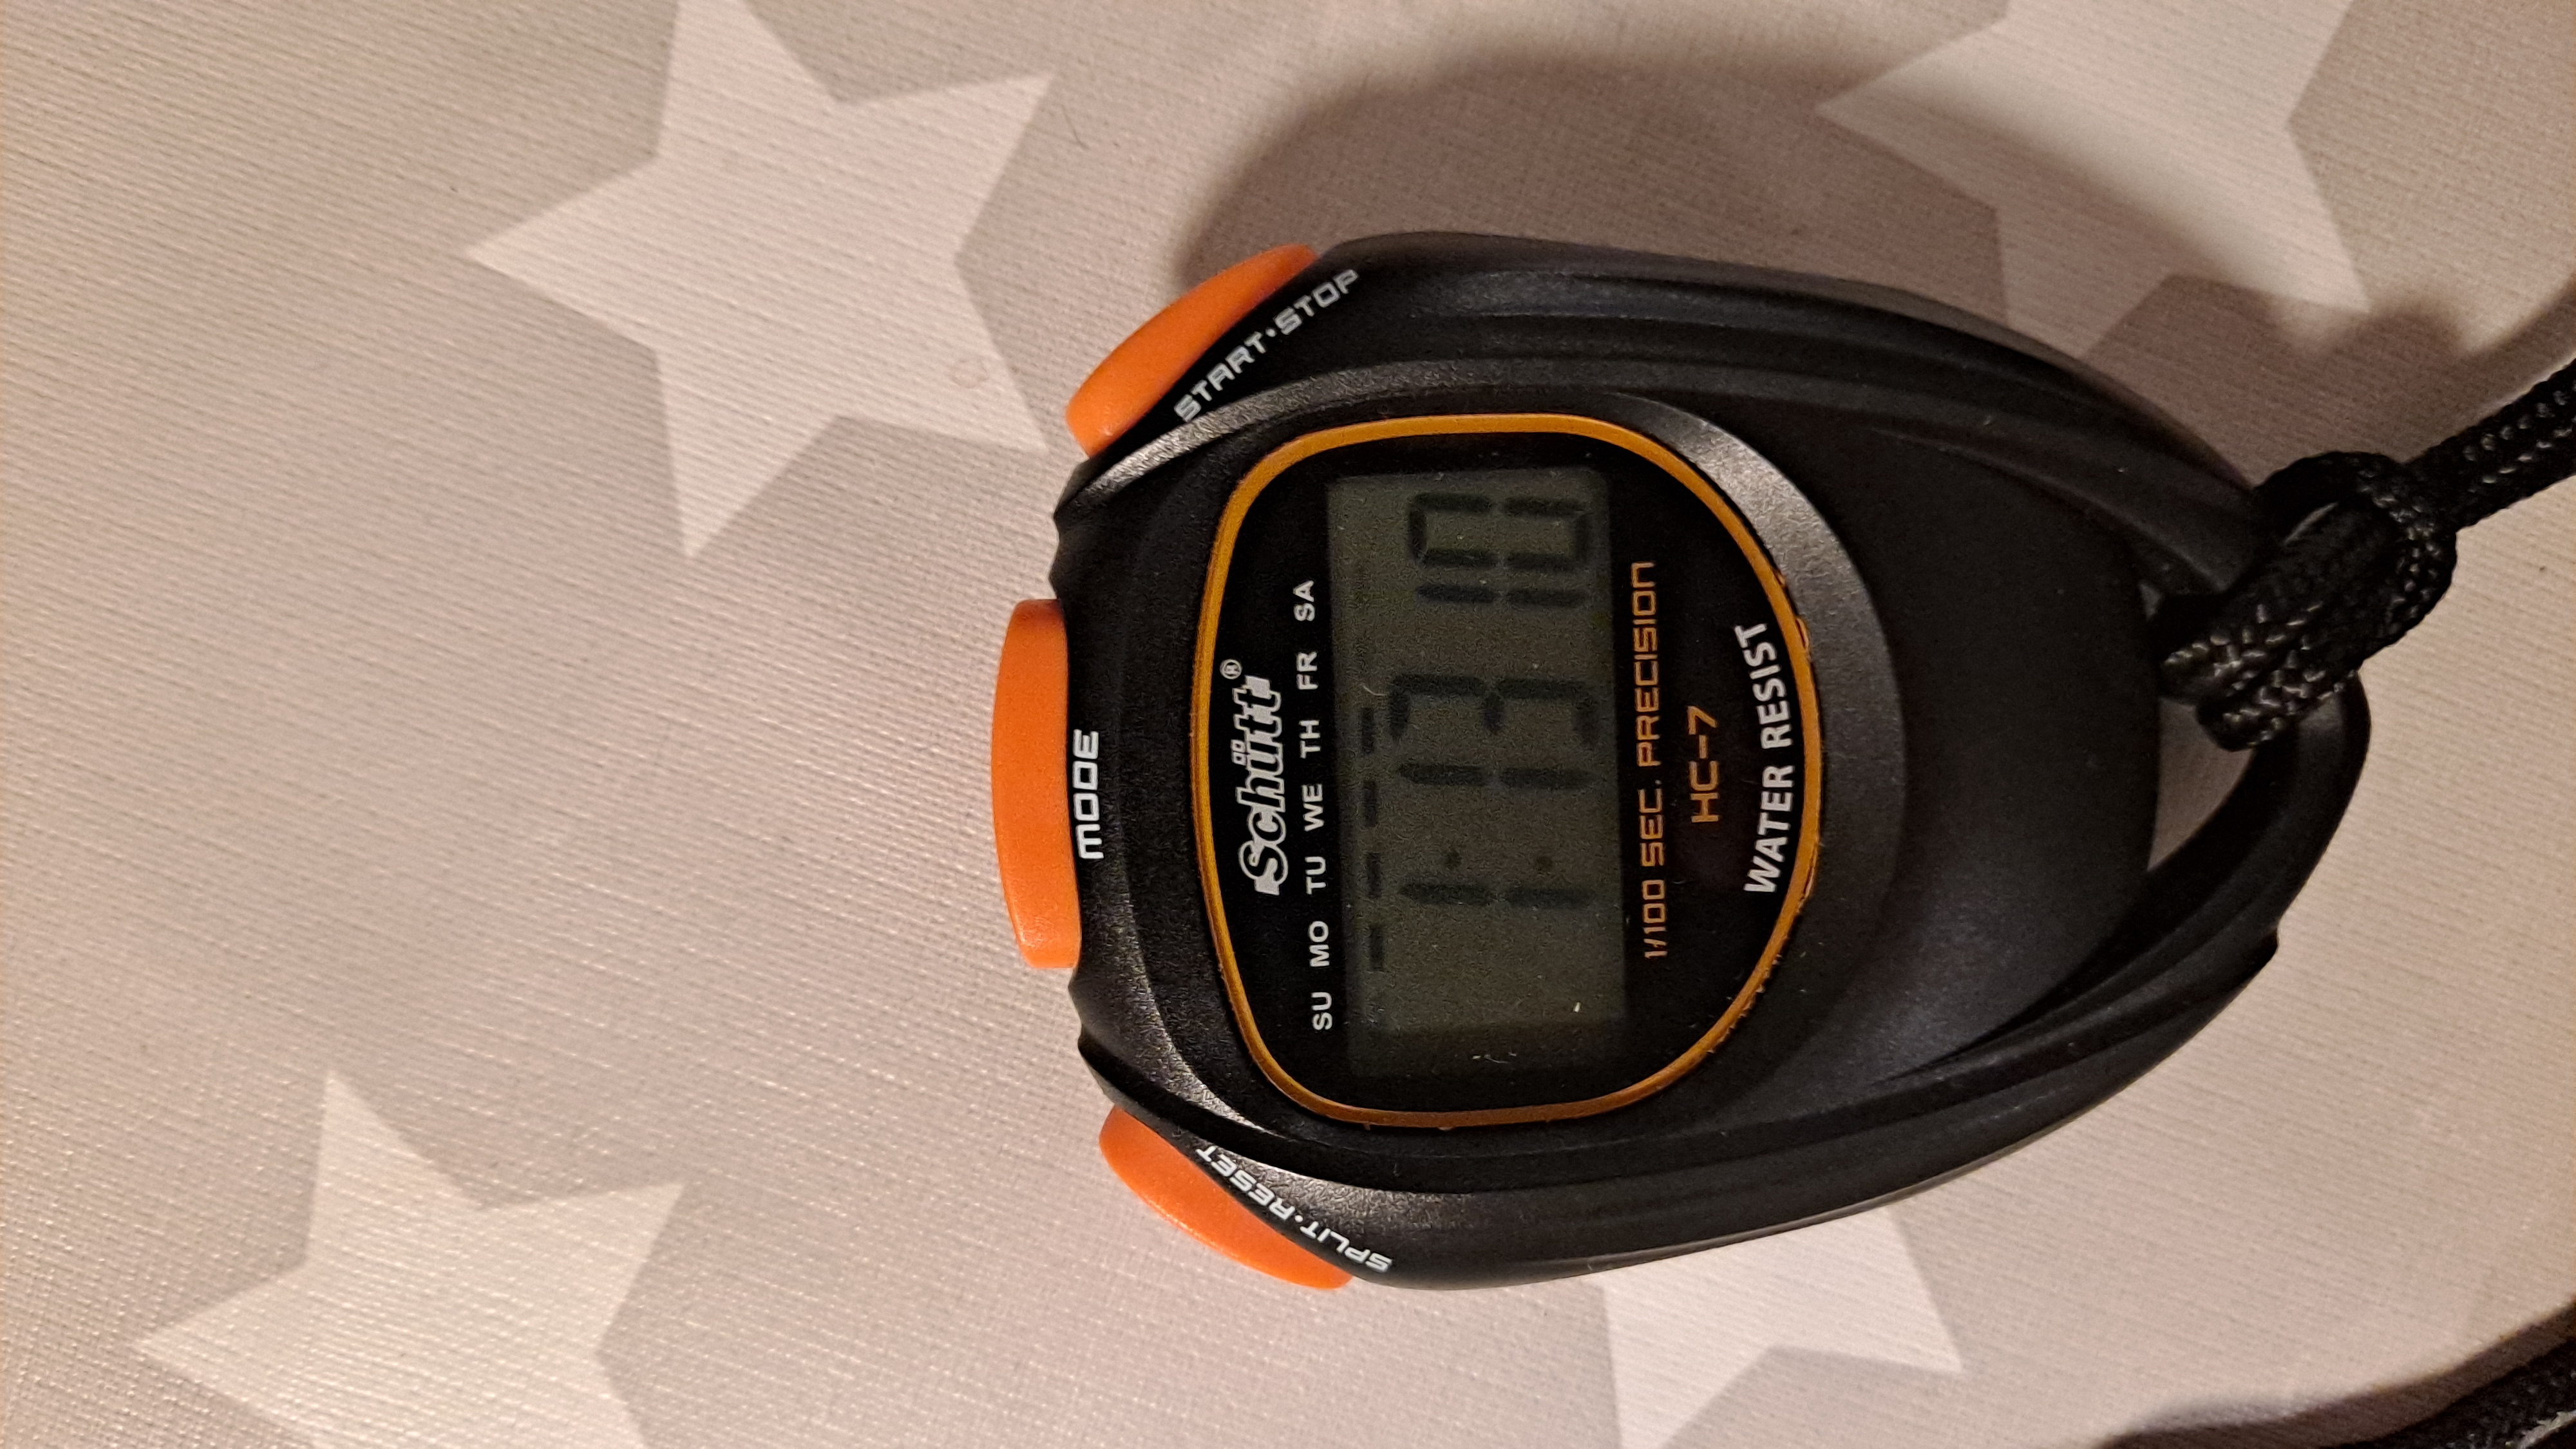 MODE
SPLIT·RESET
START·STOP
Schütt®
SU MO TU WE TH FR SA
1:13 10
1/100 SEC. PRECISION
HC-7
WATER RESIST